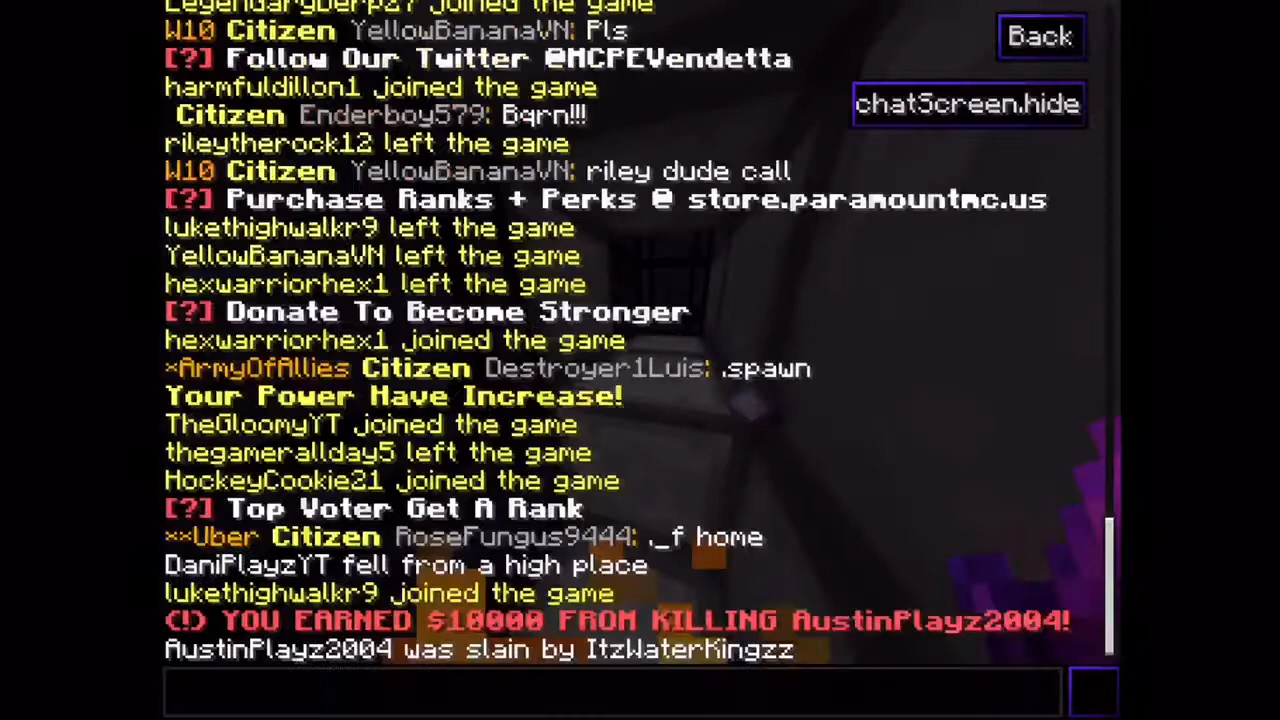 LegendaryDerp27 joined the game
W10 Citizen YellowBananaVN: Pls
[?] Follow Our Twitter @MCPEVendetta
harmfuldillon1 joined the game
Citizen Enderboy579: Bqrn!!!
rileytherock12 left the game
W10 Citizen YellowBananaVN: riley dude call
[?] Purchase Ranks + Perks @ store.paramountmc.us
lukethighwalkr9 left the game
YellowBananaVN left the game
hexwarriorhex1 left the game
[?] Donate To Become Stronger
hexwarriorhex1 joined the game
×ArmyOfAllies Citizen Destroyer1Luis: .spawn
Your Power Have Increase!
TheGloomyYT joined the game
thegamerallday5 left the game
HockeyCookie21 joined the game
[?] Top Voter Get A Rank
××Uber Citizen RoseFungus9444: ._f home
DaniPlayzYT fell from a high place
lukethighwalkr9 joined the game
(!) YOU EARNED $10000 FROM KILLING AustinPlayz2004!
AustinPlayz2004 was slain by ItzWaterKingzz
Back
chatScreen.hide